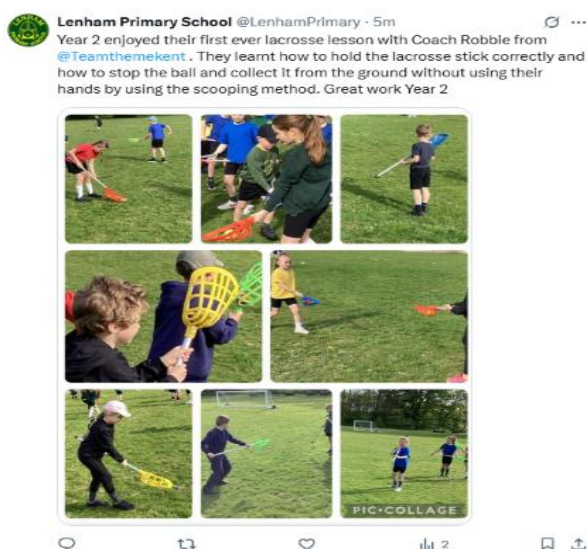 Lenham Primary School @LenhamPrimary · 5m
Year 2 enjoyed their first ever lacrosse lesson with Coach Robbie from
@Teamthemekent . They learnt how to hold the lacrosse stick correctly and
how to stop the ball and collect it from the ground without using their
hands by using the scooping method. Great work Year 2
PIC•COLLAGE
2